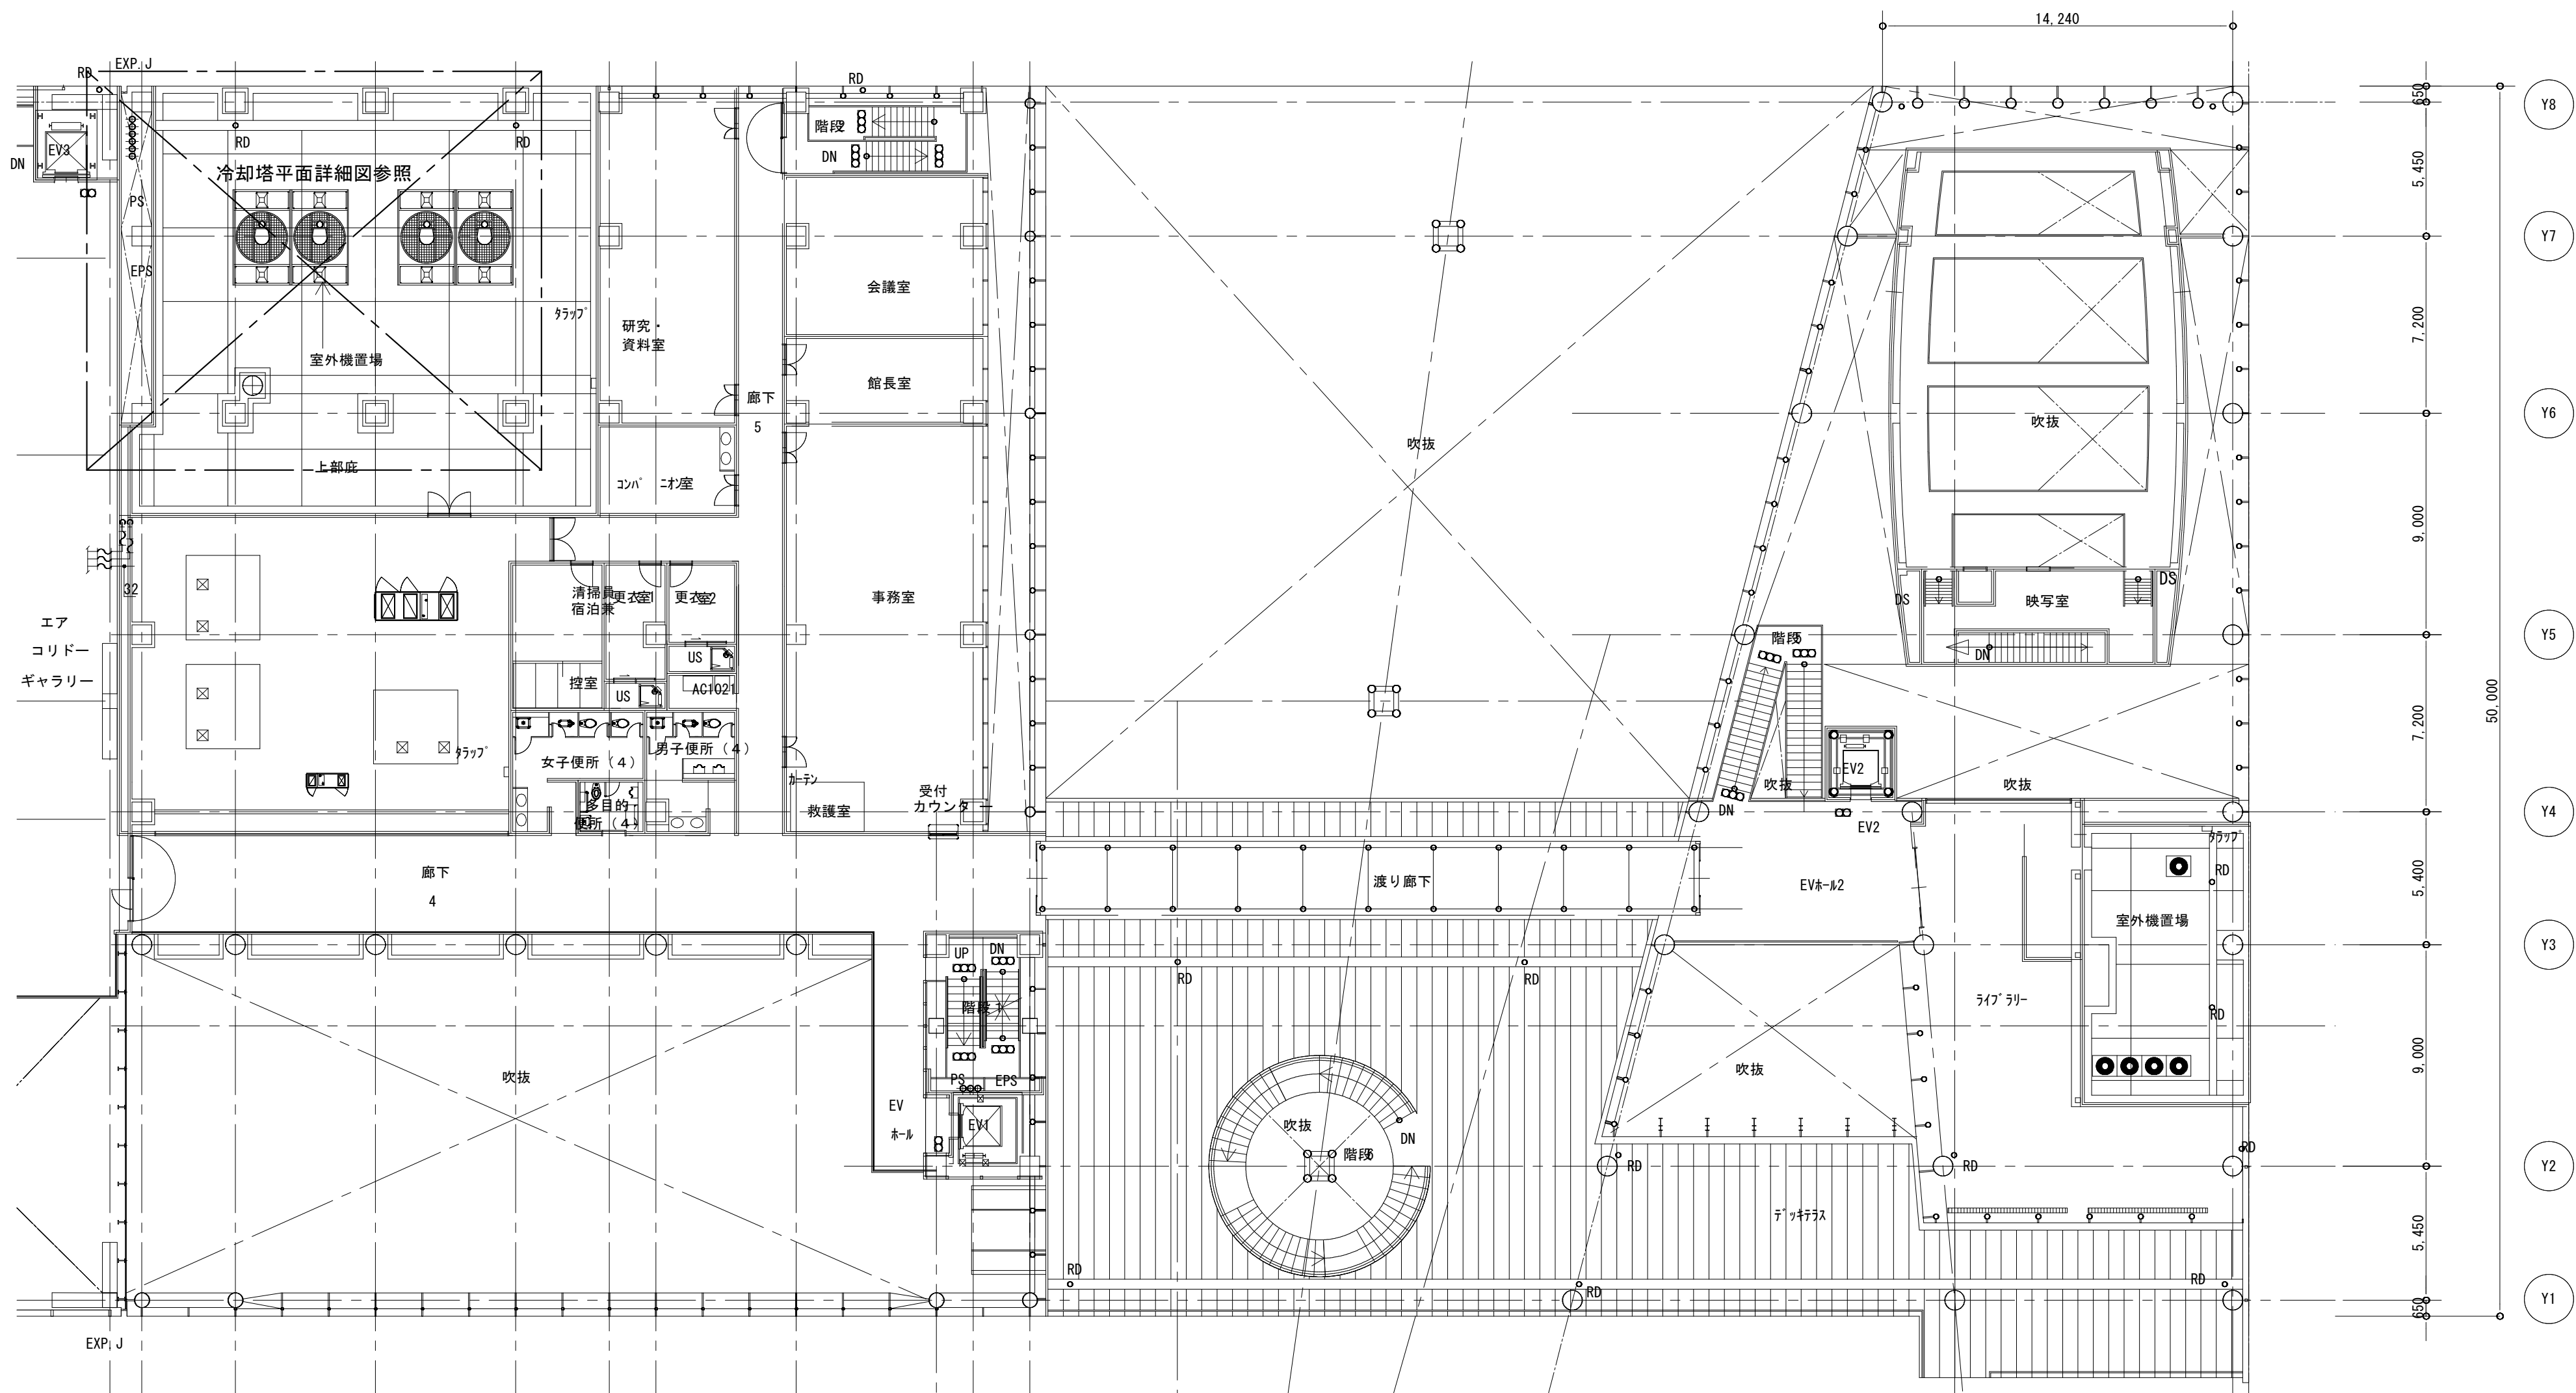 14,240
EXP.J
RD
RD
650
Y8
階段2
EV3
DN
DN
RD
RD
冷却塔平面詳細図参照
5,450
PS
Y7
EPS
会議室
ﾀﾗｯﾌﾟ
研究・
資料室
7,200
室外機置場
館長室
廊下
5
Y6
吹抜
吹抜
上部庇
ｺﾝﾊﾟﾆｵﾝ室
9,000
32
清掃員
宿泊兼
更衣室1
更衣室2
事務室
DS
DS
映写室
エア
コリドー
ギャラリー
階段5
Y5
US
DN
控室
US
AC1021
50,000
7,200
ﾀﾗｯﾌﾟ
男子便所（4）
女子便所（4）
ｶｰﾃﾝ
EV2
吹抜
吹抜
受付
カウンター
多目的
便所（4）
救護室
DN
EV2
Y4
ﾀﾗｯﾌﾟ
廊下
4
渡り廊下
EVﾎｰﾙ2
RD
5,400
室外機置場
UP
DN
Y3
RD
RD
階段1
ﾗｲﾌﾞﾗﾘｰ
RD
吹抜
PS
EPS
吹抜
9,000
EV
ﾎｰﾙ
EV1
吹抜
DN
階段6
RD
RD
RD
Y2
ﾃﾞｯｷﾃﾗｽ
5,450
RD
RD
RD
650
Y1
EXP.J